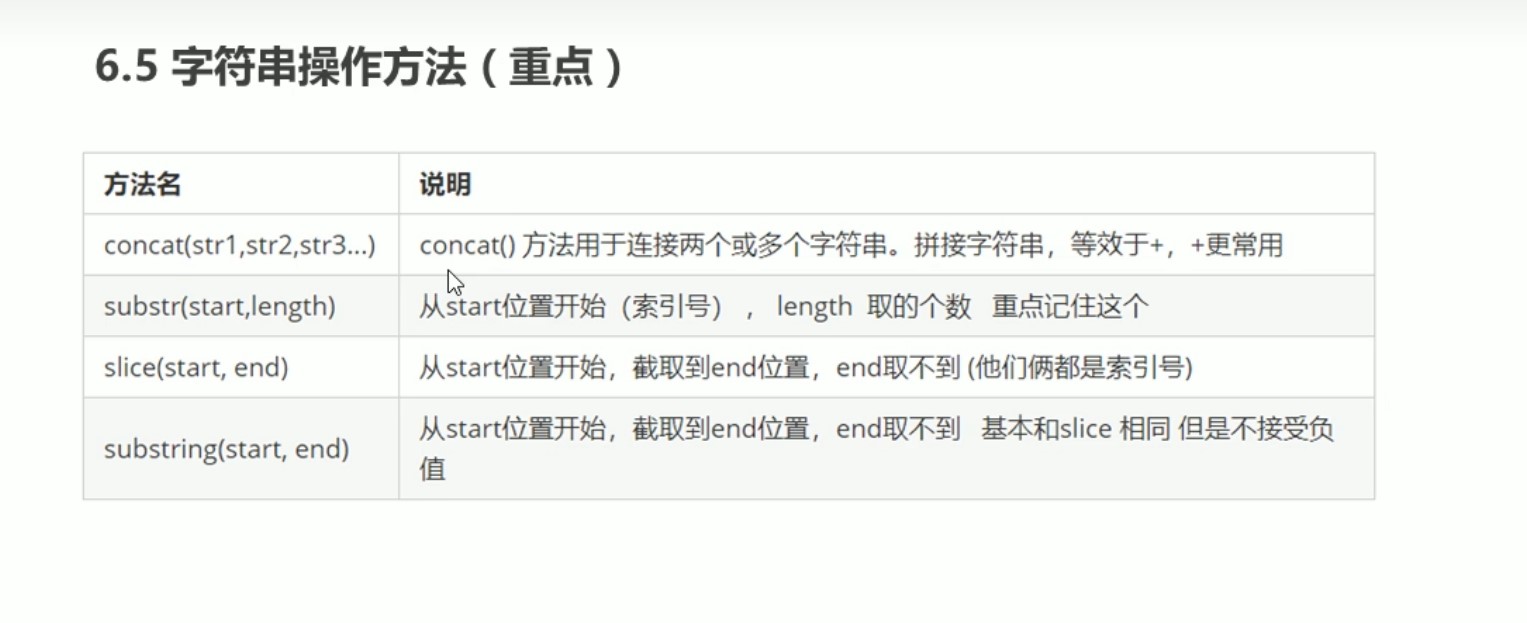 6.5 字符串操作方法（重点）
方法名 说明
concat(str1,str2,str3...) concat() 方法用于连接两个或多个字符串。拼接字符串，等效于+，+更常用
substr(start,length) 从start位置开始（索引号） ， length 取的个数 重点记住这个
slice(start, end) 从start位置开始，截取到end位置，end取不到 (他们俩都是索引号)
substring(start, end) 从start位置开始，截取到end位置，end取不到 基本和slice 相同 但是不接受负
值